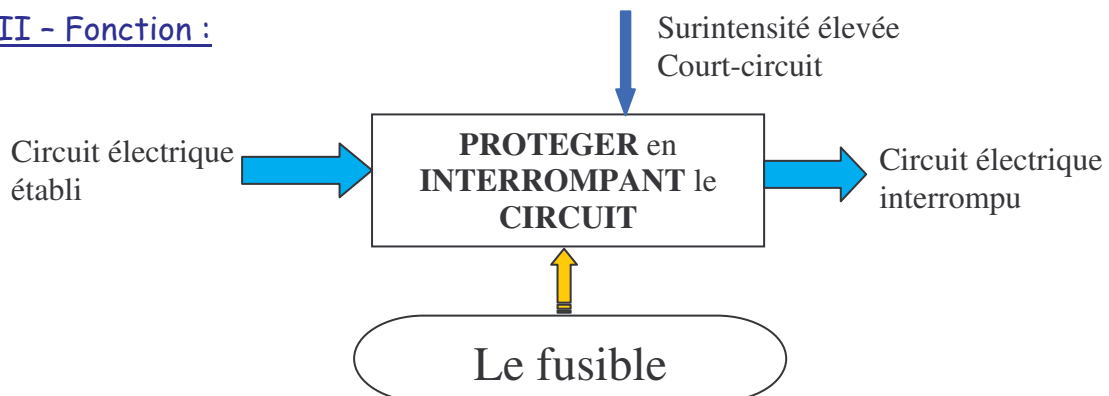 II – Fonction :
Surintensité élevée
Court-circuit
Circuit électrique
établi
PROTEGER en
INTERROMPANT le
CIRCUIT
Circuit électrique
interrompu
Le fusible